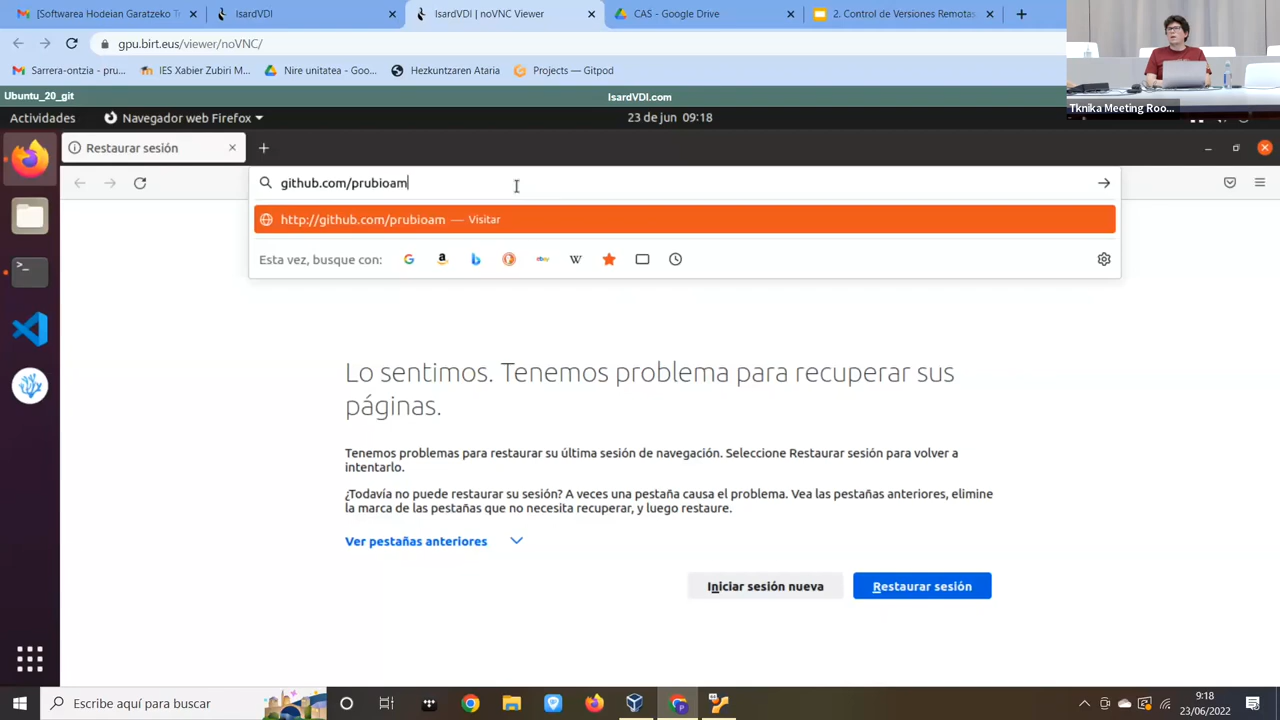 [Software Garatzeko T
IsardVDI
IsardVDI | noVNC Viewer
CAS - Google Drive
2. Control de Versiones Remotas
gpu.birt.eus/viewer/noVNC/
Sarrera-ontzia - pru...
IES Xabier Zubiri M...
Nire unitatea - Goo...
Hezkuntzaren Ataria
Projects — Gitpod
Tknika Meeting Roo...
Ubuntu_20_git
IsardVDI.com
Actividades
Navegador web Firefox
23 de jun 09:18
Restaurar sesión
github.com/prubioam
http://github.com/prubioam — Visitar
Esta vez, busque con:
Lo sentimos. Tenemos problema para recuperar sus
páginas.
Tenemos problemas para restaurar su última sesión de navegación. Seleccione Restaurar sesión para volver a
intentarlo.
¿Todavía no puede restaurar su sesión? A veces una pestaña causa el problema. Vea las pestañas anteriores, elimine
la marca de las pestañas que no necesita recuperar, y luego restaure.
Ver pestañas anteriores
Iniciar sesión nueva
Restaurar sesión
Escribe aquí para buscar
9:18
23/06/2022